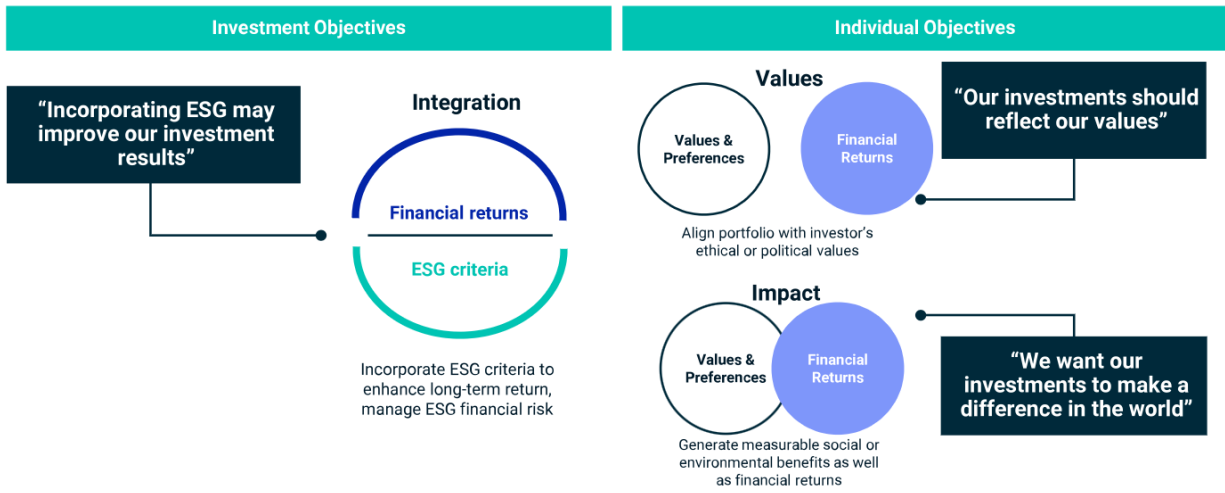 Investment Objectives
“Incorporating ESG may
improve our investment
results”
Integration
Financial returns
ESG criteria
Incorporate ESG criteria to
enhance long-term return,
manage ESG financial risk
Individual Objectives
Values
Values &
Preferences
Financial
Returns
“Our investments should
reflect our values”
Align portfolio with investor’s
ethical or political values
Impact
Values &
Preferences
Financial
Returns
“We want our
investments to make a
difference in the world”
Generate measurable social or
environmental benefits as well
as financial returns